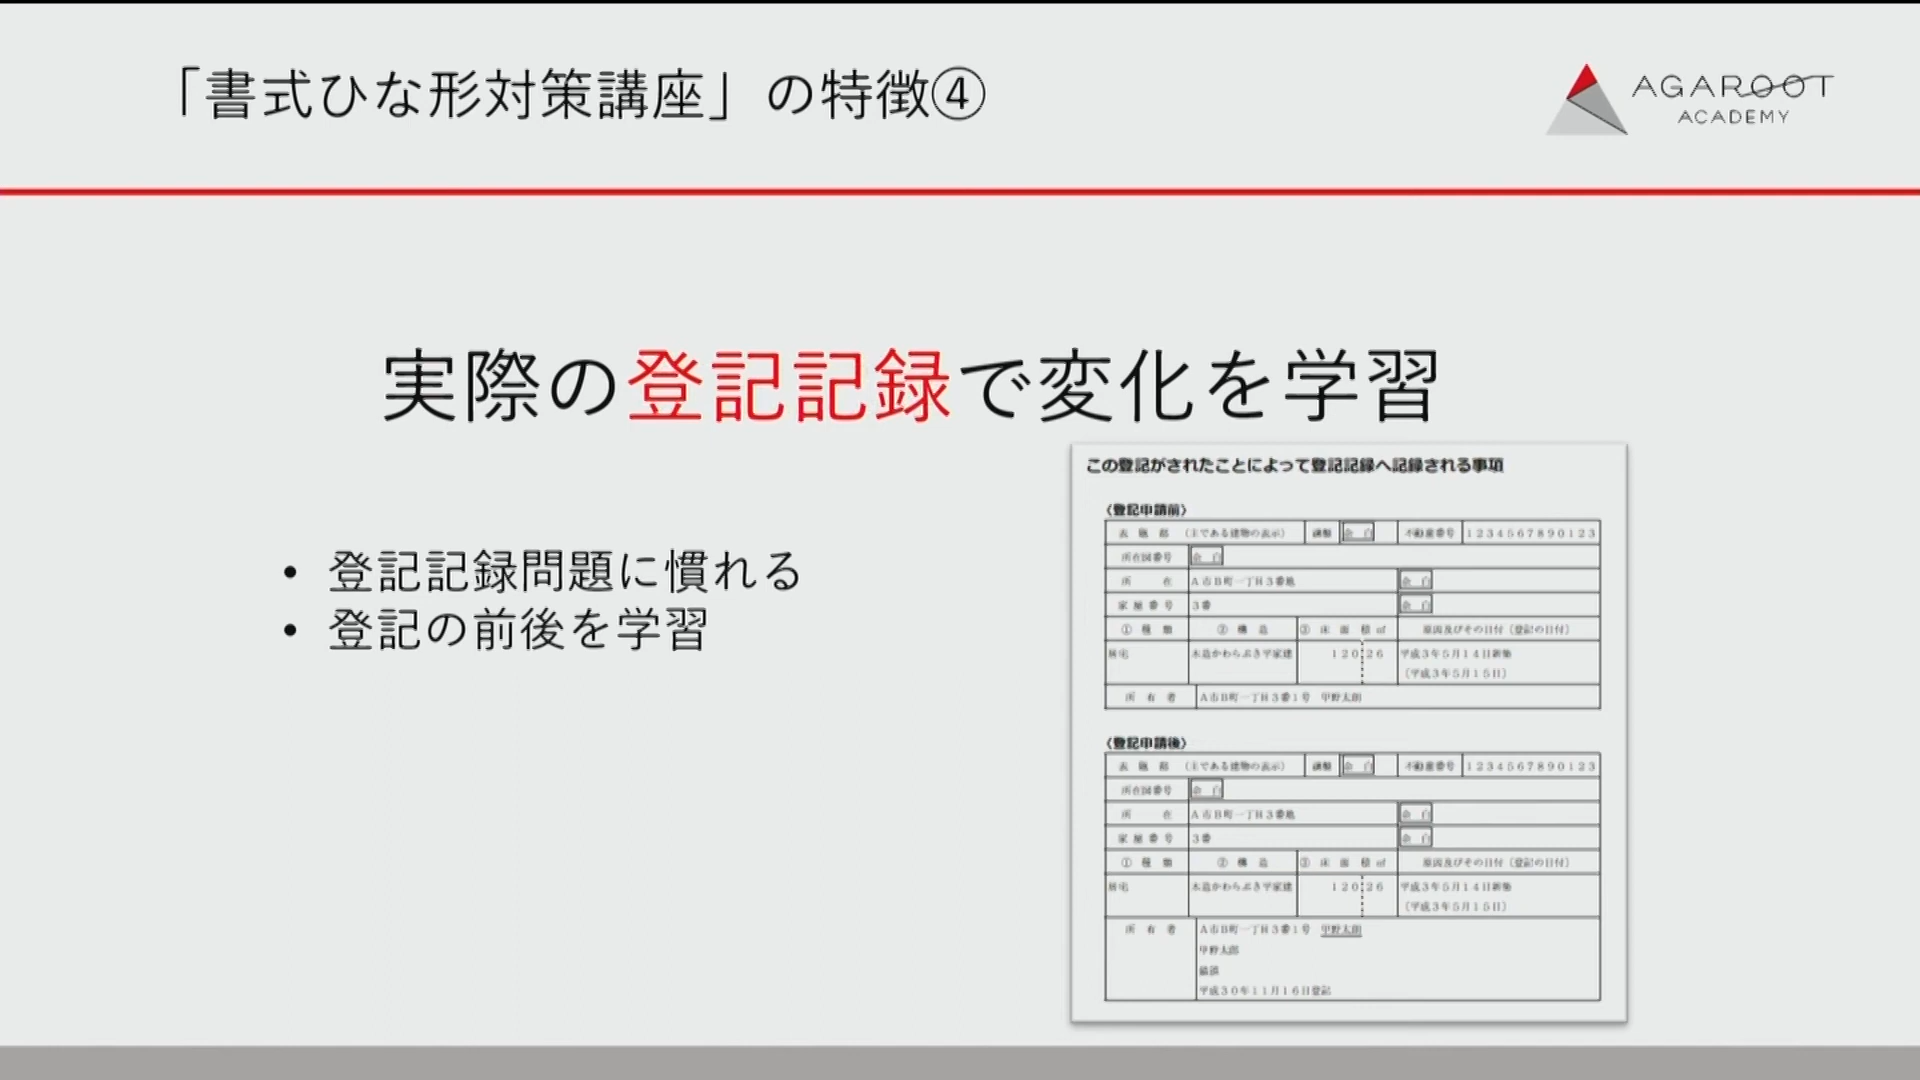 「書式ひな形対策講座」の特徴④
AGAROOT
ACADEMY
実際の登記記録で変化を学習
• 登記記録問題に慣れる
• 登記の前後を学習
この登記がされたことによって登記記録へ記録される事項
〈登記申請前〉
表 題 部 (主である建物の表示) 調製 余 白 不動産番号 1234567890123
所在図番号 余 白
所 在 A市B町一丁目3番地 余 白
家屋番号 3番 余 白
① 種 類 ② 構 造 ③ 床 面 積 ㎡ 原因及びその日付(登記の日付)
居宅 木造かわらぶき平家建 120 26 平成3年5月14日新築
(平成3年5月15日)
所 有 者 A市B町一丁目3番1号 甲野太朗
〈登記申請後〉
表 題 部 (主である建物の表示) 調製 余 白 不動産番号 1234567890123
所在図番号 余 白
所 在 A市B町一丁目3番地 余 白
家屋番号 3番 余 白
① 種 類 ② 構 造 ③ 床 面 積 ㎡ 原因及びその日付(登記の日付)
居宅 木造かわらぶき平家建 120 26 平成3年5月14日新築
(平成3年5月15日)
所 有 者 A市B町一丁目3番1号 甲野太朗
甲野太郎
平成30年11月16日登記